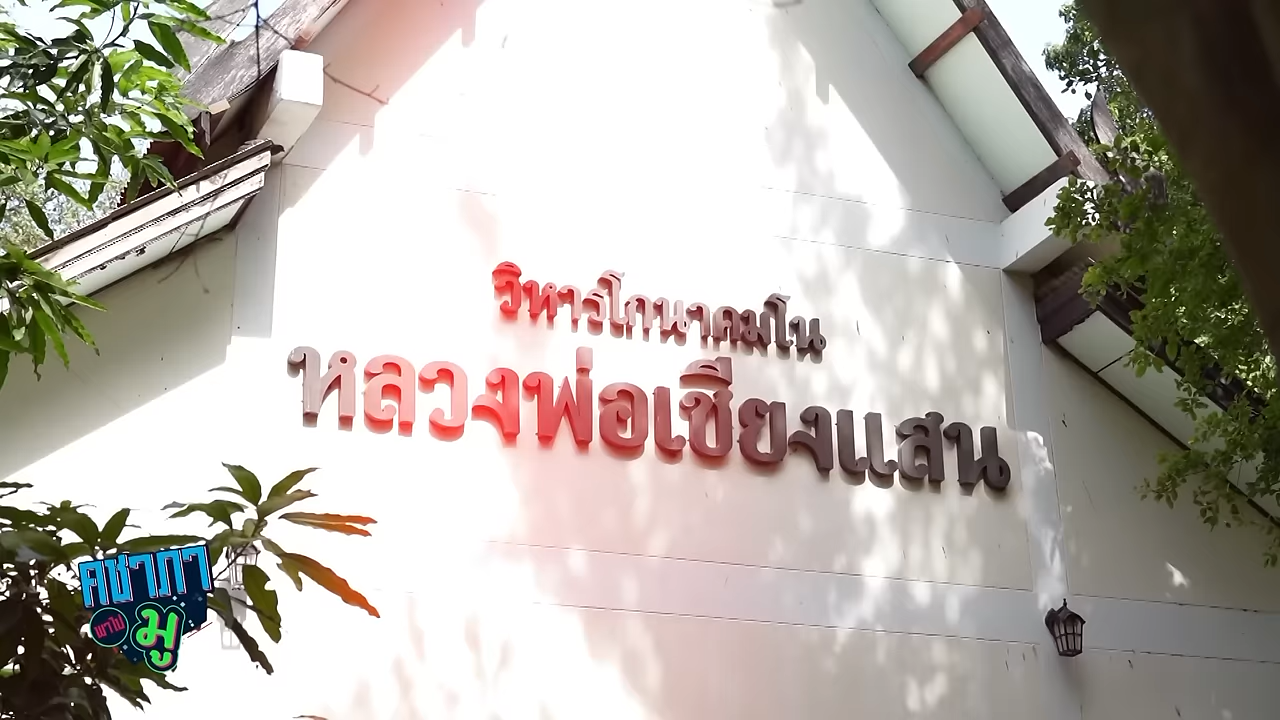 วิหารโกนาคมโน
หลวงพ่อเชียงแสน
คชาภา
พาไป
มู